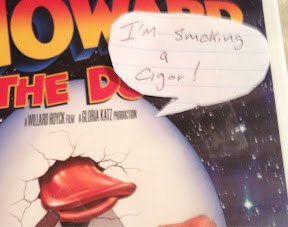 HOWARD
I'm smoking
a
Cigar!
THE DU
A WILLARD HUYCK FILM A GLORIA KATZ PRODUCTION